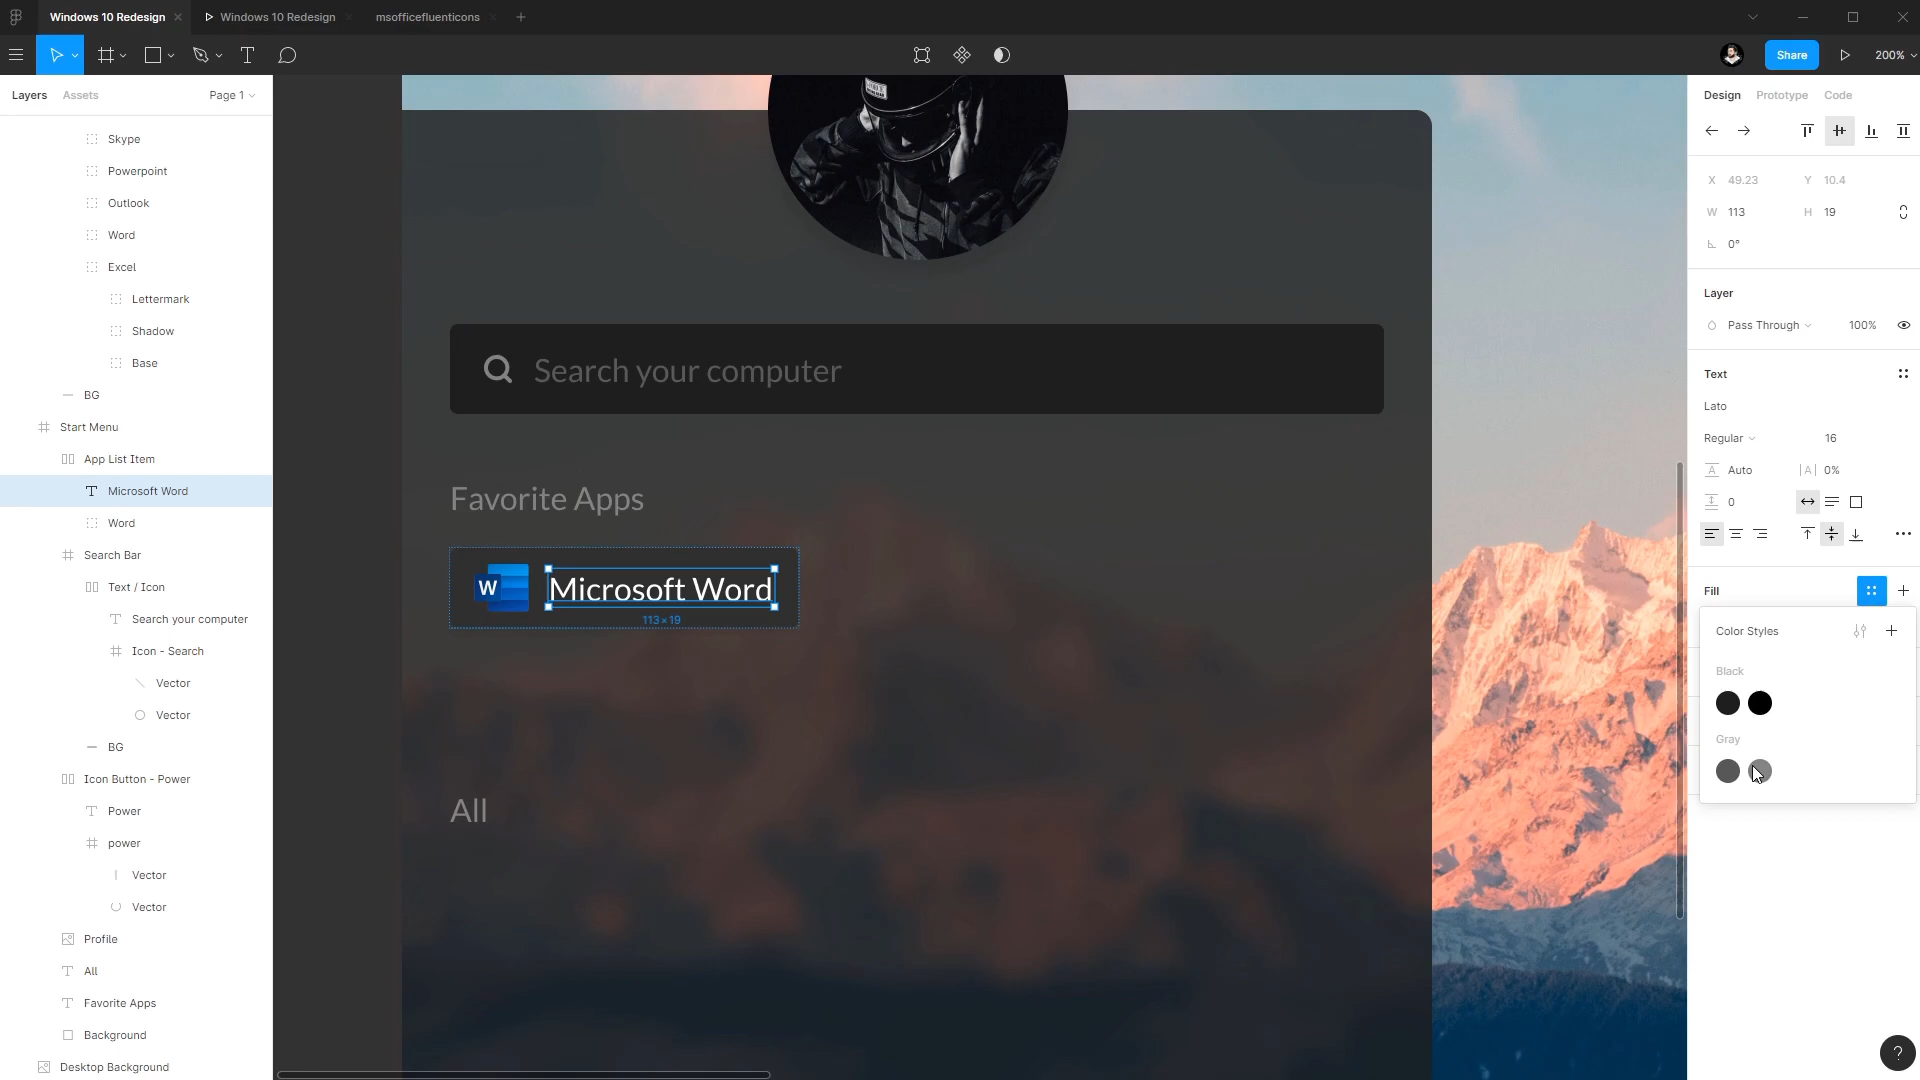 Windows 10 Redesign
Windows 10 Redesign
msofficefluenticons
Share
200%
Layers
Assets
Page 1
Skype
Powerpoint
Outlook
Word
Excel
Lettermark
Shadow
Base
BG
Start Menu
App List Item
Microsoft Word
Word
Search Bar
Text / Icon
Search your computer
Icon - Search
Vector
Vector
BG
Icon Button - Power
Power
power
Vector
Vector
Profile
All
Favorite Apps
Background
Desktop Background
Search your computer
Favorite Apps
W
Microsoft Word
113 × 19
All
Design
Prototype
Code
X 49.23 Y 10.4
W 113 H 19
0°
Layer
Pass Through 100%
Text
Lato
Regular 16
A Auto |A| 0%
0
Fill
Color Styles
Black
Gray
?